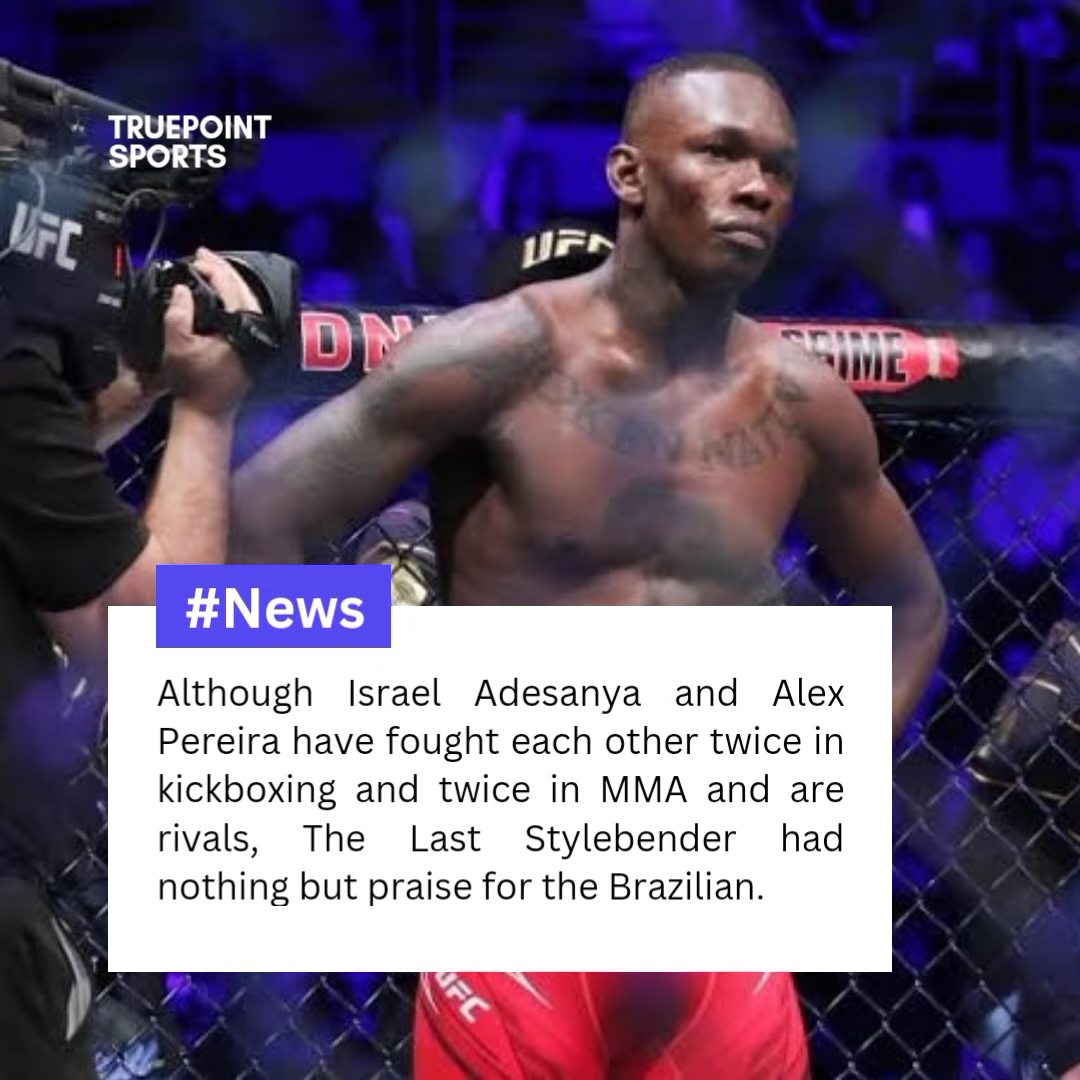 TRUEPOINT
SPORTS
UFC
UFC
PRIME
#News
Although Israel Adesanya and Alex
Pereira have fought each other twice in
kickboxing and twice in MMA and are
rivals, The Last Stylebender had
nothing but praise for the Brazilian.
UFC